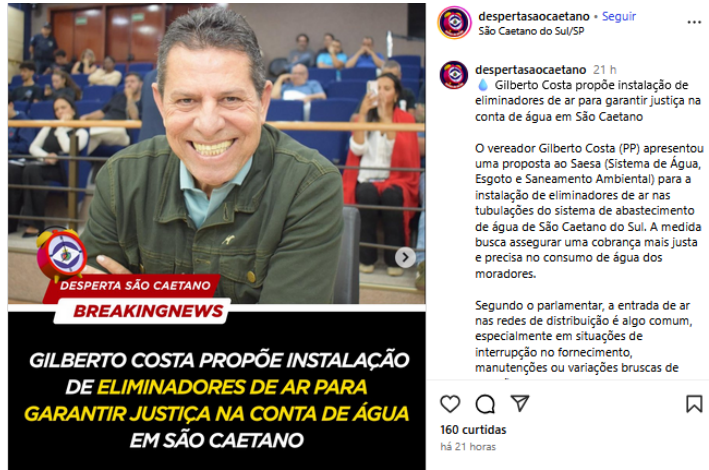 DESPERTA SÃO CAETANO
BREAKINGNEWS
GILBERTO COSTA PROPÕE INSTALAÇÃO
DE ELIMINADORES DE AR PARA
GARANTIR JUSTIÇA NA CONTA DE ÁGUA
EM SÃO CAETANO
despertasaocaetano • Seguir
São Caetano do Sul/SP
despertasaocaetano 21 h
Gilberto Costa propõe instalação de
eliminadores de ar para garantir justiça na
conta de água em São Caetano
O vereador Gilberto Costa (PP) apresentou
uma proposta ao Saesa (Sistema de Água,
Esgoto e Saneamento Ambiental) para a
instalação de eliminadores de ar nas
tubulações do sistema de abastecimento
de água de São Caetano do Sul. A medida
busca assegurar uma cobrança mais justa
e precisa no consumo de água dos
moradores.
Segundo o parlamentar, a entrada de ar
nas redes de distribuição é algo comum,
especialmente em situações de
interrupção no fornecimento,
manutenções ou variações bruscas de
160 curtidas
há 21 horas